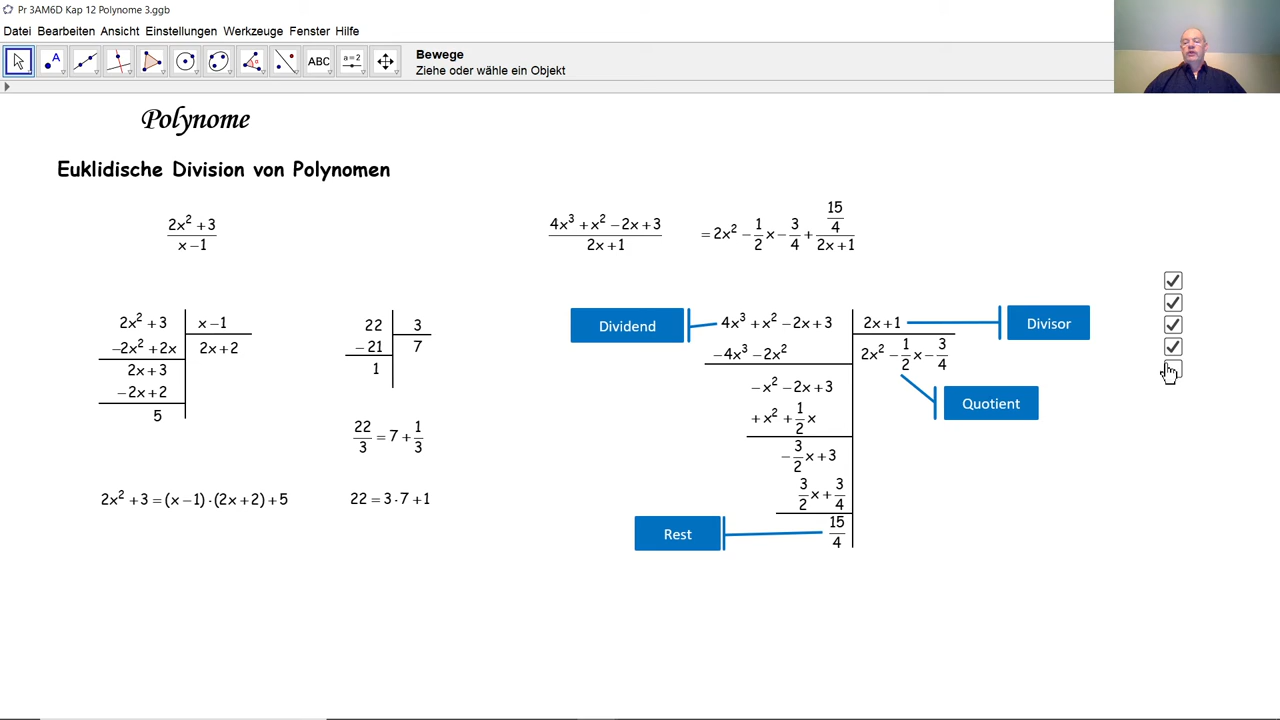 Pr 3AM6D Kap 12 Polynome 3.ggb
Datei Bearbeiten Ansicht Einstellungen Werkzeuge Fenster Hilfe
A ABC a=2 Bewege
Ziehe oder wähle ein Objekt
Polynome
Euklidische Division von Polynomen
(2x² + 3)/(x − 1)
(4x³ + x² − 2x + 3)/(2x + 1) = 2x² − 1/2 x − 3/4 + (15/4)/(2x + 1)
2x² + 3 | x − 1
−2x² + 2x | 2x + 2
2x + 3
−2x + 2
5
22 | 3
− 21 | 7
1
22/3 = 7 + 1/3
2x² + 3 = (x − 1) · (2x + 2) + 5
22 = 3 · 7 + 1
Dividend
4x³ + x² − 2x + 3 | 2x + 1
Divisor
−4x³ − 2x² | 2x² − 1/2 x − 3/4
− x² − 2x + 3
Quotient
+ x² + 1/2 x
− 3/2 x + 3
3/2 x + 3/4
Rest
15/4